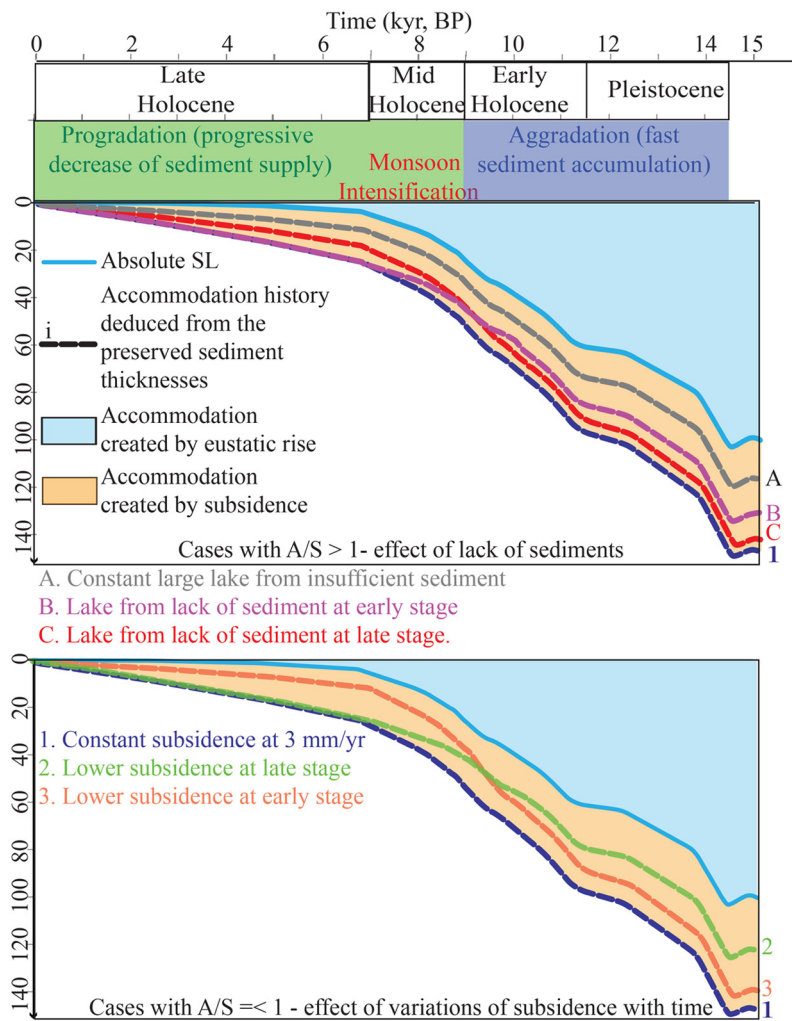 Time (kyr, BP)
0 2 4 6 8 10 12 14 15
Late
Holocene
Mid
Holocene
Early
Holocene
Pleistocene
Progradation (progressive
decrease of sediment supply)
Monsoon
Intensification
Aggradation (fast
sediment accumulation)
0
20
40
60
80
100
120
140
Absolute SL
i
Accommodation history
deduced from the
preserved sediment
thicknesses
Accommodation
created by eustatic rise
Accommodation
created by subsidence
A
B
C
1
Cases with A/S > 1- effect of lack of sediments
A. Constant large lake from insufficient sediment
B. Lake from lack of sediment at early stage
C. Lake from lack of sediment at late stage.
0
20
40
60
80
100
120
140
1. Constant subsidence at 3 mm/yr
2. Lower subsidence at late stage
3. Lower subsidence at early stage
2
3
1
Cases with A/S =< 1 - effect of variations of subsidence with time